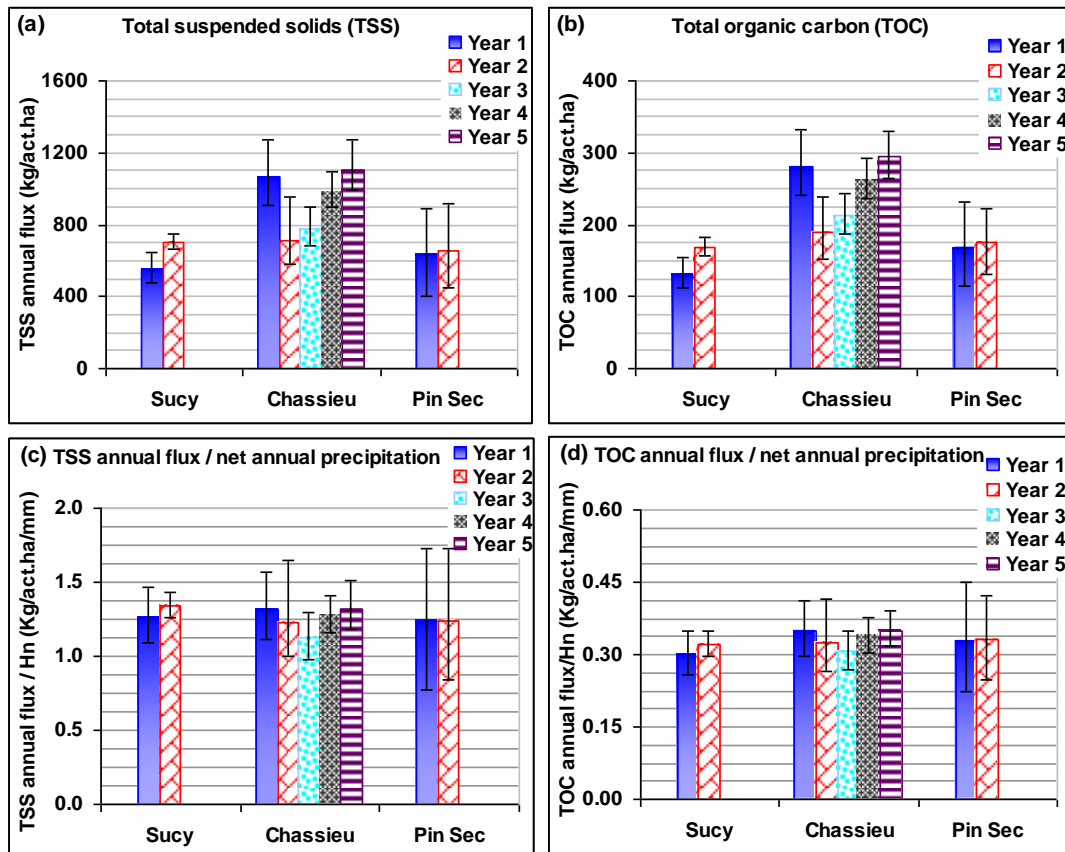 (a) Total suspended solids (TSS)
Year 1
Year 2
Year 3
Year 4
Year 5
TSS annual flux (kg/act.ha)
1600
1200
800
400
0
Sucy Chassieu Pin Sec
(b) Total organic carbon (TOC)
Year 1
Year 2
Year 3
Year 4
Year 5
TOC annual flux (kg/act.ha)
400
300
200
100
0
Sucy Chassieu Pin Sec
(c) TSS annual flux / net annual precipitation
Year 1
Year 2
Year 3
Year 4
Year 5
TSS annual flux / Hn (Kg/act.ha/mm)
2.0
1.5
1.0
0.5
0.0
Sucy Chassieu Pin Sec
(d) TOC annual flux / net annual precipitation
Year 1
Year 2
Year 3
Year 4
Year 5
TOC annual flux/Hn (Kg/act.ha/mm)
0.60
0.45
0.30
0.15
0.00
Sucy Chassieu Pin Sec